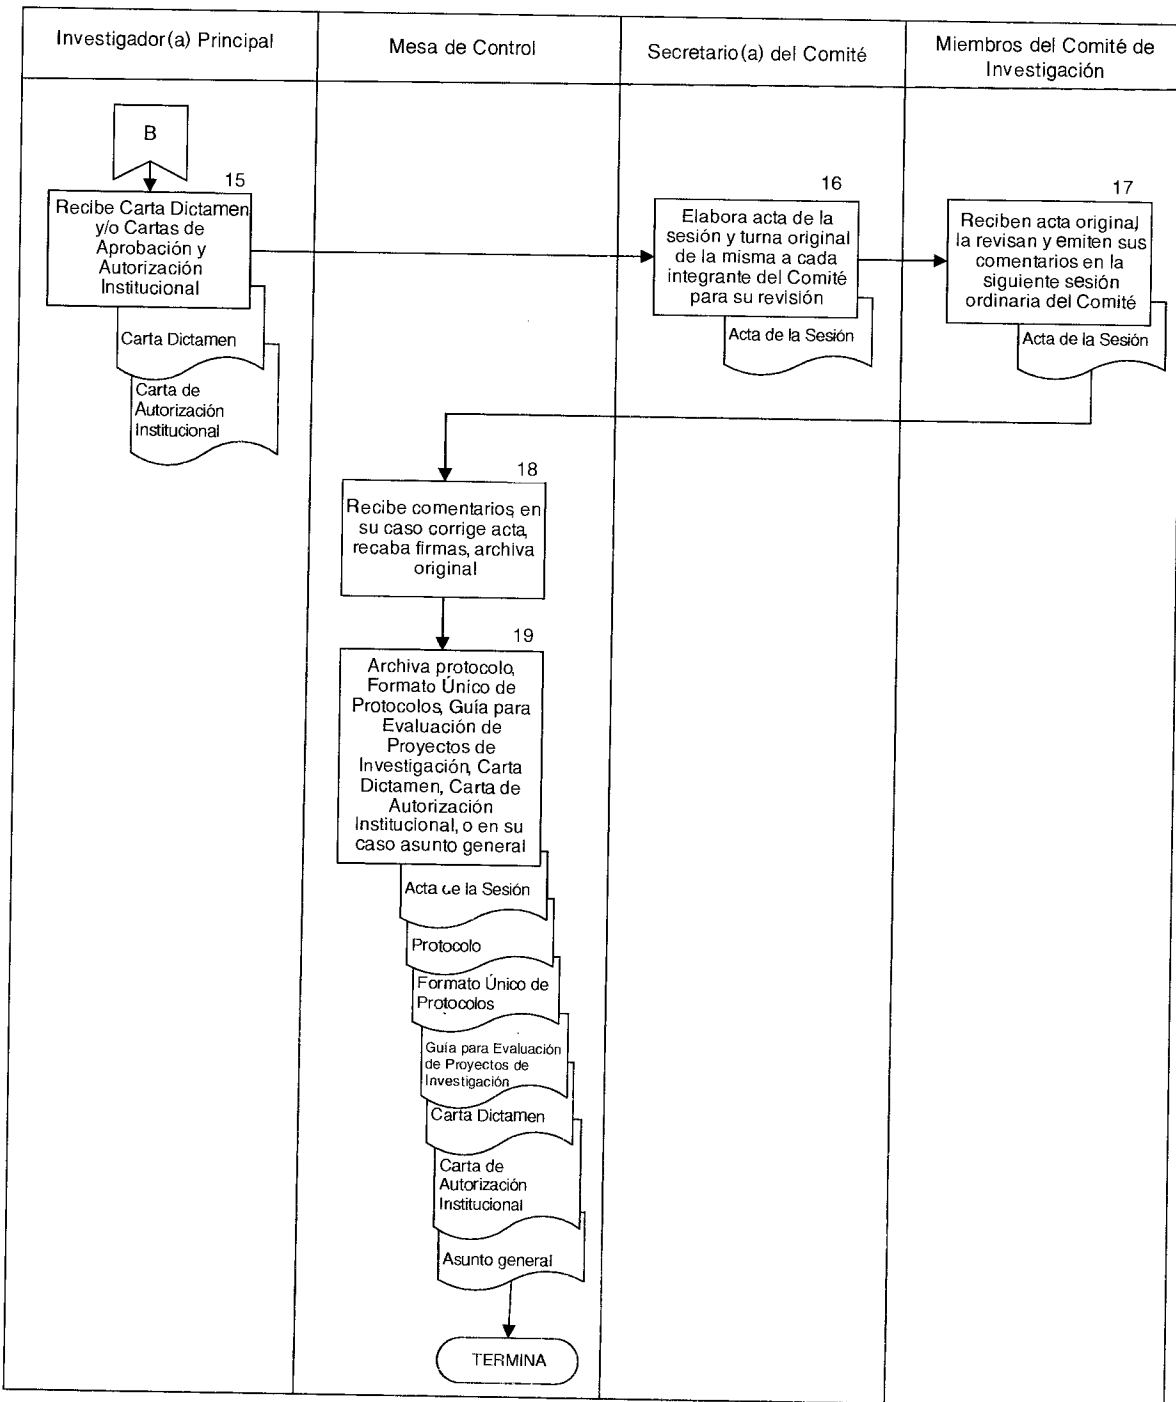 Investigador(a) Principal
Mesa de Control
Secretario(a) del Comité
Miembros del Comité de
Investigación
B
15
Recibe Carta Dictamen
y/o Cartas de
Aprobación y
Autorización
Institucional
Carta Dictamen
Carta de
Autorización
Institucional
16
Elabora acta de la
sesión y turna original
de la misma a cada
integrante del Comité
para su revisión
Acta de la Sesión
17
Reciben acta original,
la revisan y emiten sus
comentarios en la
siguiente sesión
ordinaria del Comité
Acta de la Sesión
18
Recibe comentarios, en
su caso corrige acta,
recaba firmas, archiva
original
19
Archiva protocolo,
Formato Único de
Protocolos, Guía para
Evaluación de
Proyectos de
Investigación, Carta
Dictamen, Carta de
Autorización
Institucional, o en su
caso asunto general
Acta de la Sesión
Protocolo
Formato Único de
Protocolos
Guía para Evaluación
de Proyectos de
Investigación
Carta Dictamen
Carta de
Autorización
Institucional
Asunto general
TERMINA